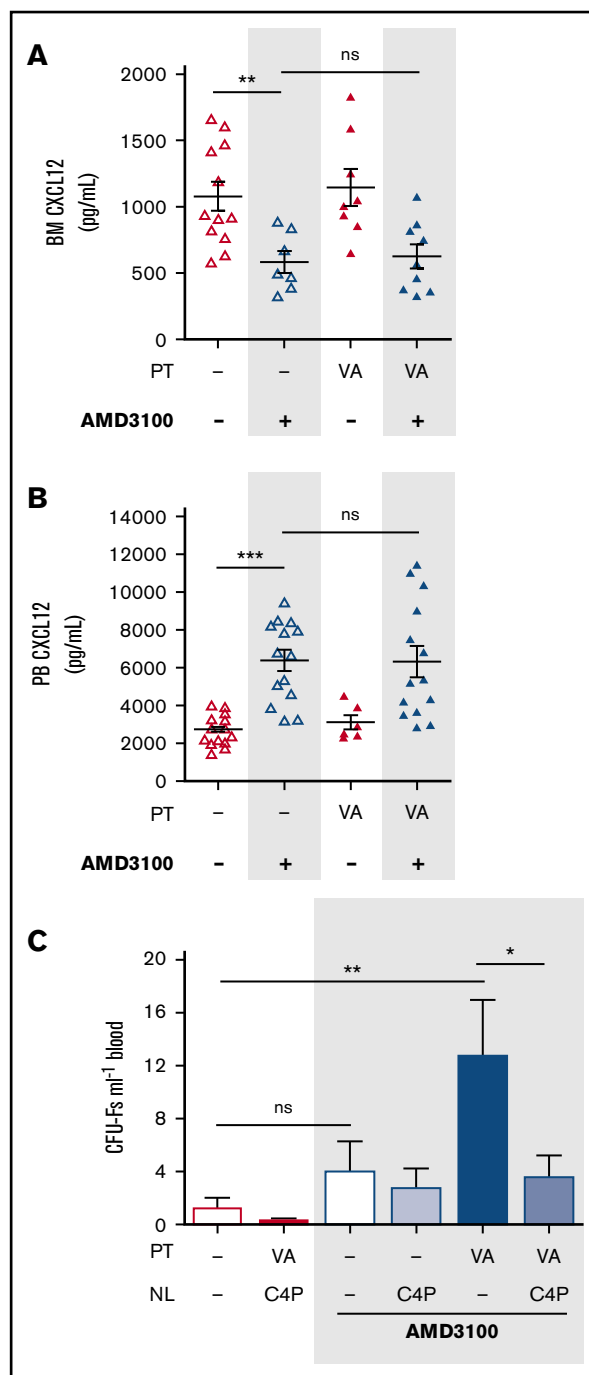 A
ns
**
2000
1500
1000
500
0
BM CXCL12
(pg/mL)
PT – – VA VA
AMD3100 - + - +
B
14000
12000
10000
8000
6000
4000
2000
0
ns
***
PB CXCL12
(pg/mL)
PT – – VA VA
AMD3100 - + - +
C
20
16
12
8
4
0
*
**
ns
CFU-Fs ml-1 blood
PT – VA – – VA VA
NL – C4P – C4P – C4P
AMD3100